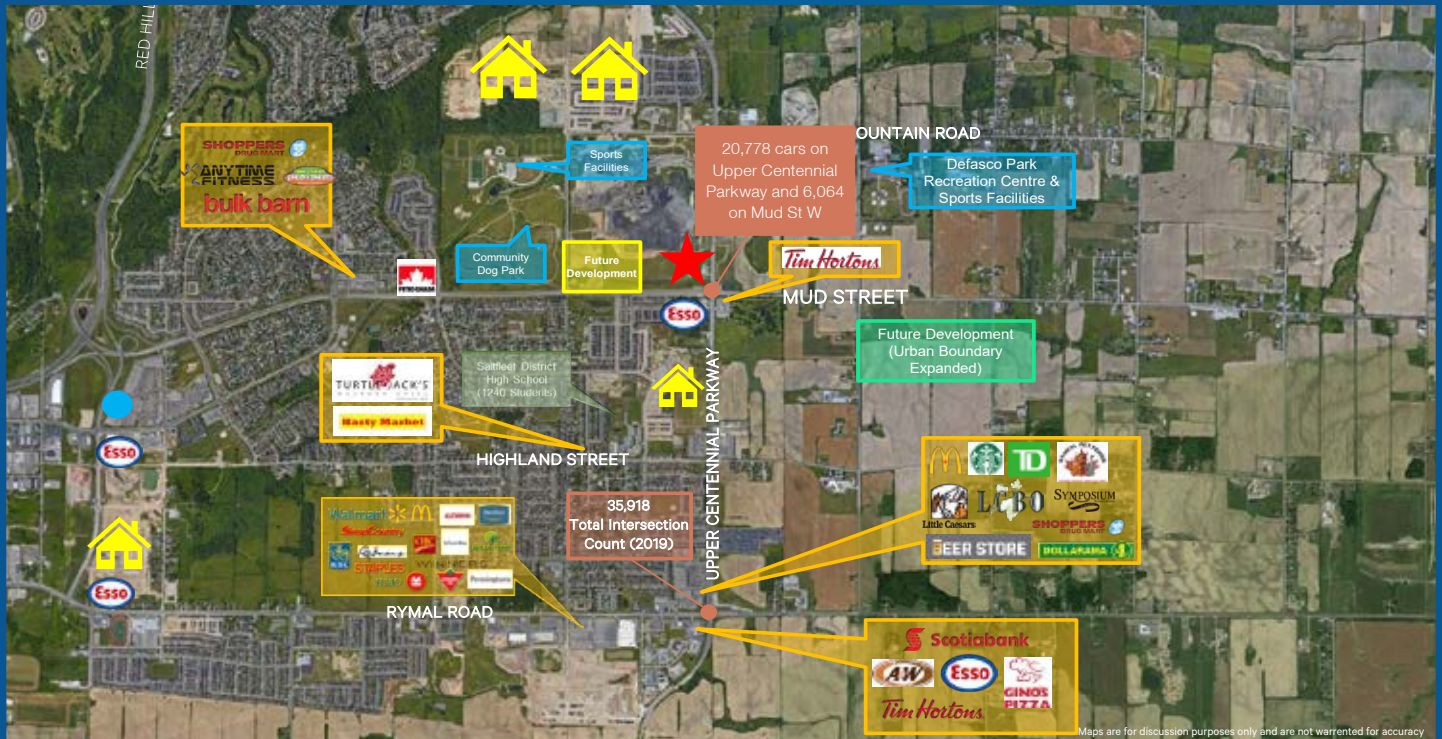 RED HILL
SHOPPERS
DRUG MART
ANYTIME
FITNESS
bulk barn
PETRO-CANADA
Sports
Facilities
Community
Dog Park
Future
Development
20,778 cars on
Upper Centennial
Parkway and 6,064
on Mud St W
OUNTAIN ROAD
Defasco Park
Recreation Centre &
Sports Facilities
Tim Hortons
MUD STREET
Esso
Future Development
(Urban Boundary
Expanded)
TURTLE JACK'S
Hasty Market
Saltfleet District
High School
(1240 Students)
HIGHLAND STREET
UPPER CENTENNIAL PARKWAY
Esso
Esso
Walmart
STAPLES
RBC
CIBC
WINNERS
Pennington's
RYMAL ROAD
35,918
Total Intersection
Count (2019)
TD
Little Caesars
LCBO
SYMPOSIUM
SHOPPERS
DRUG MART
BEER STORE
DOLLARAMA
Scotiabank
A&W
Esso
GINO'S
PIZZA
Tim Hortons
Maps are for discussion purposes only and are not warrented for accuracy